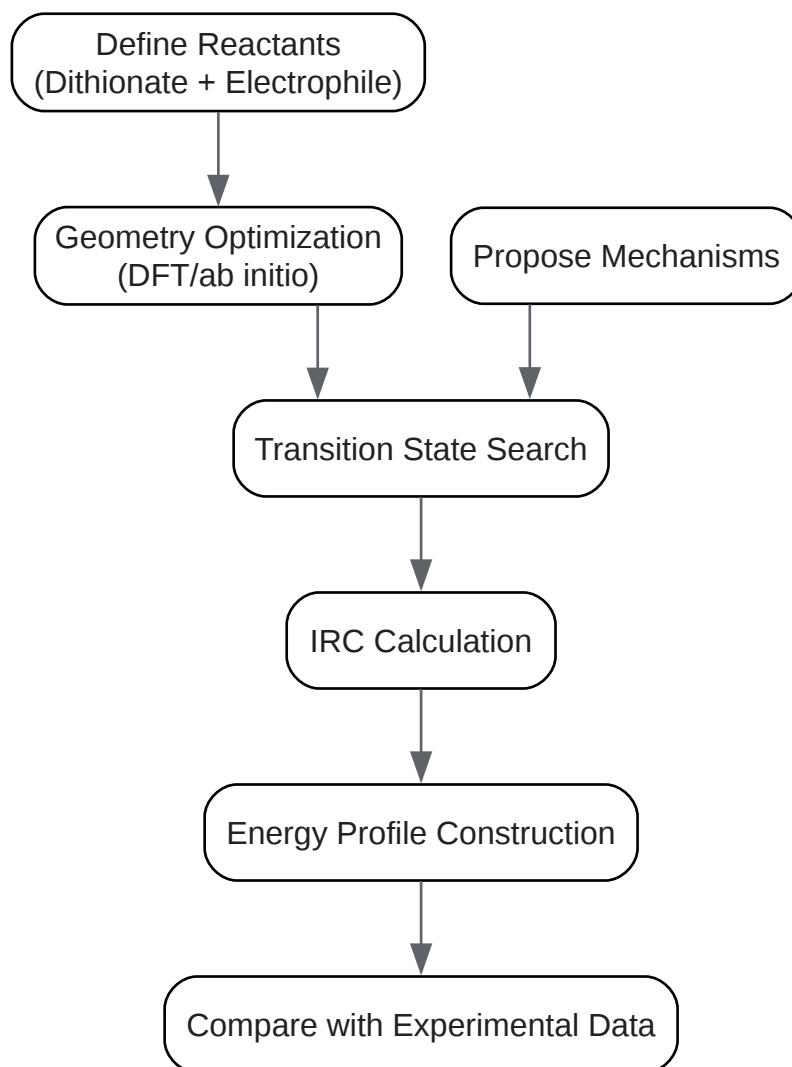 Define Reactants
(Dithionate + Electrophile)
Geometry Optimization
(DFT/ab initio)
Propose Mechanisms
Transition State Search
IRC Calculation
Energy Profile Construction
Compare with Experimental Data